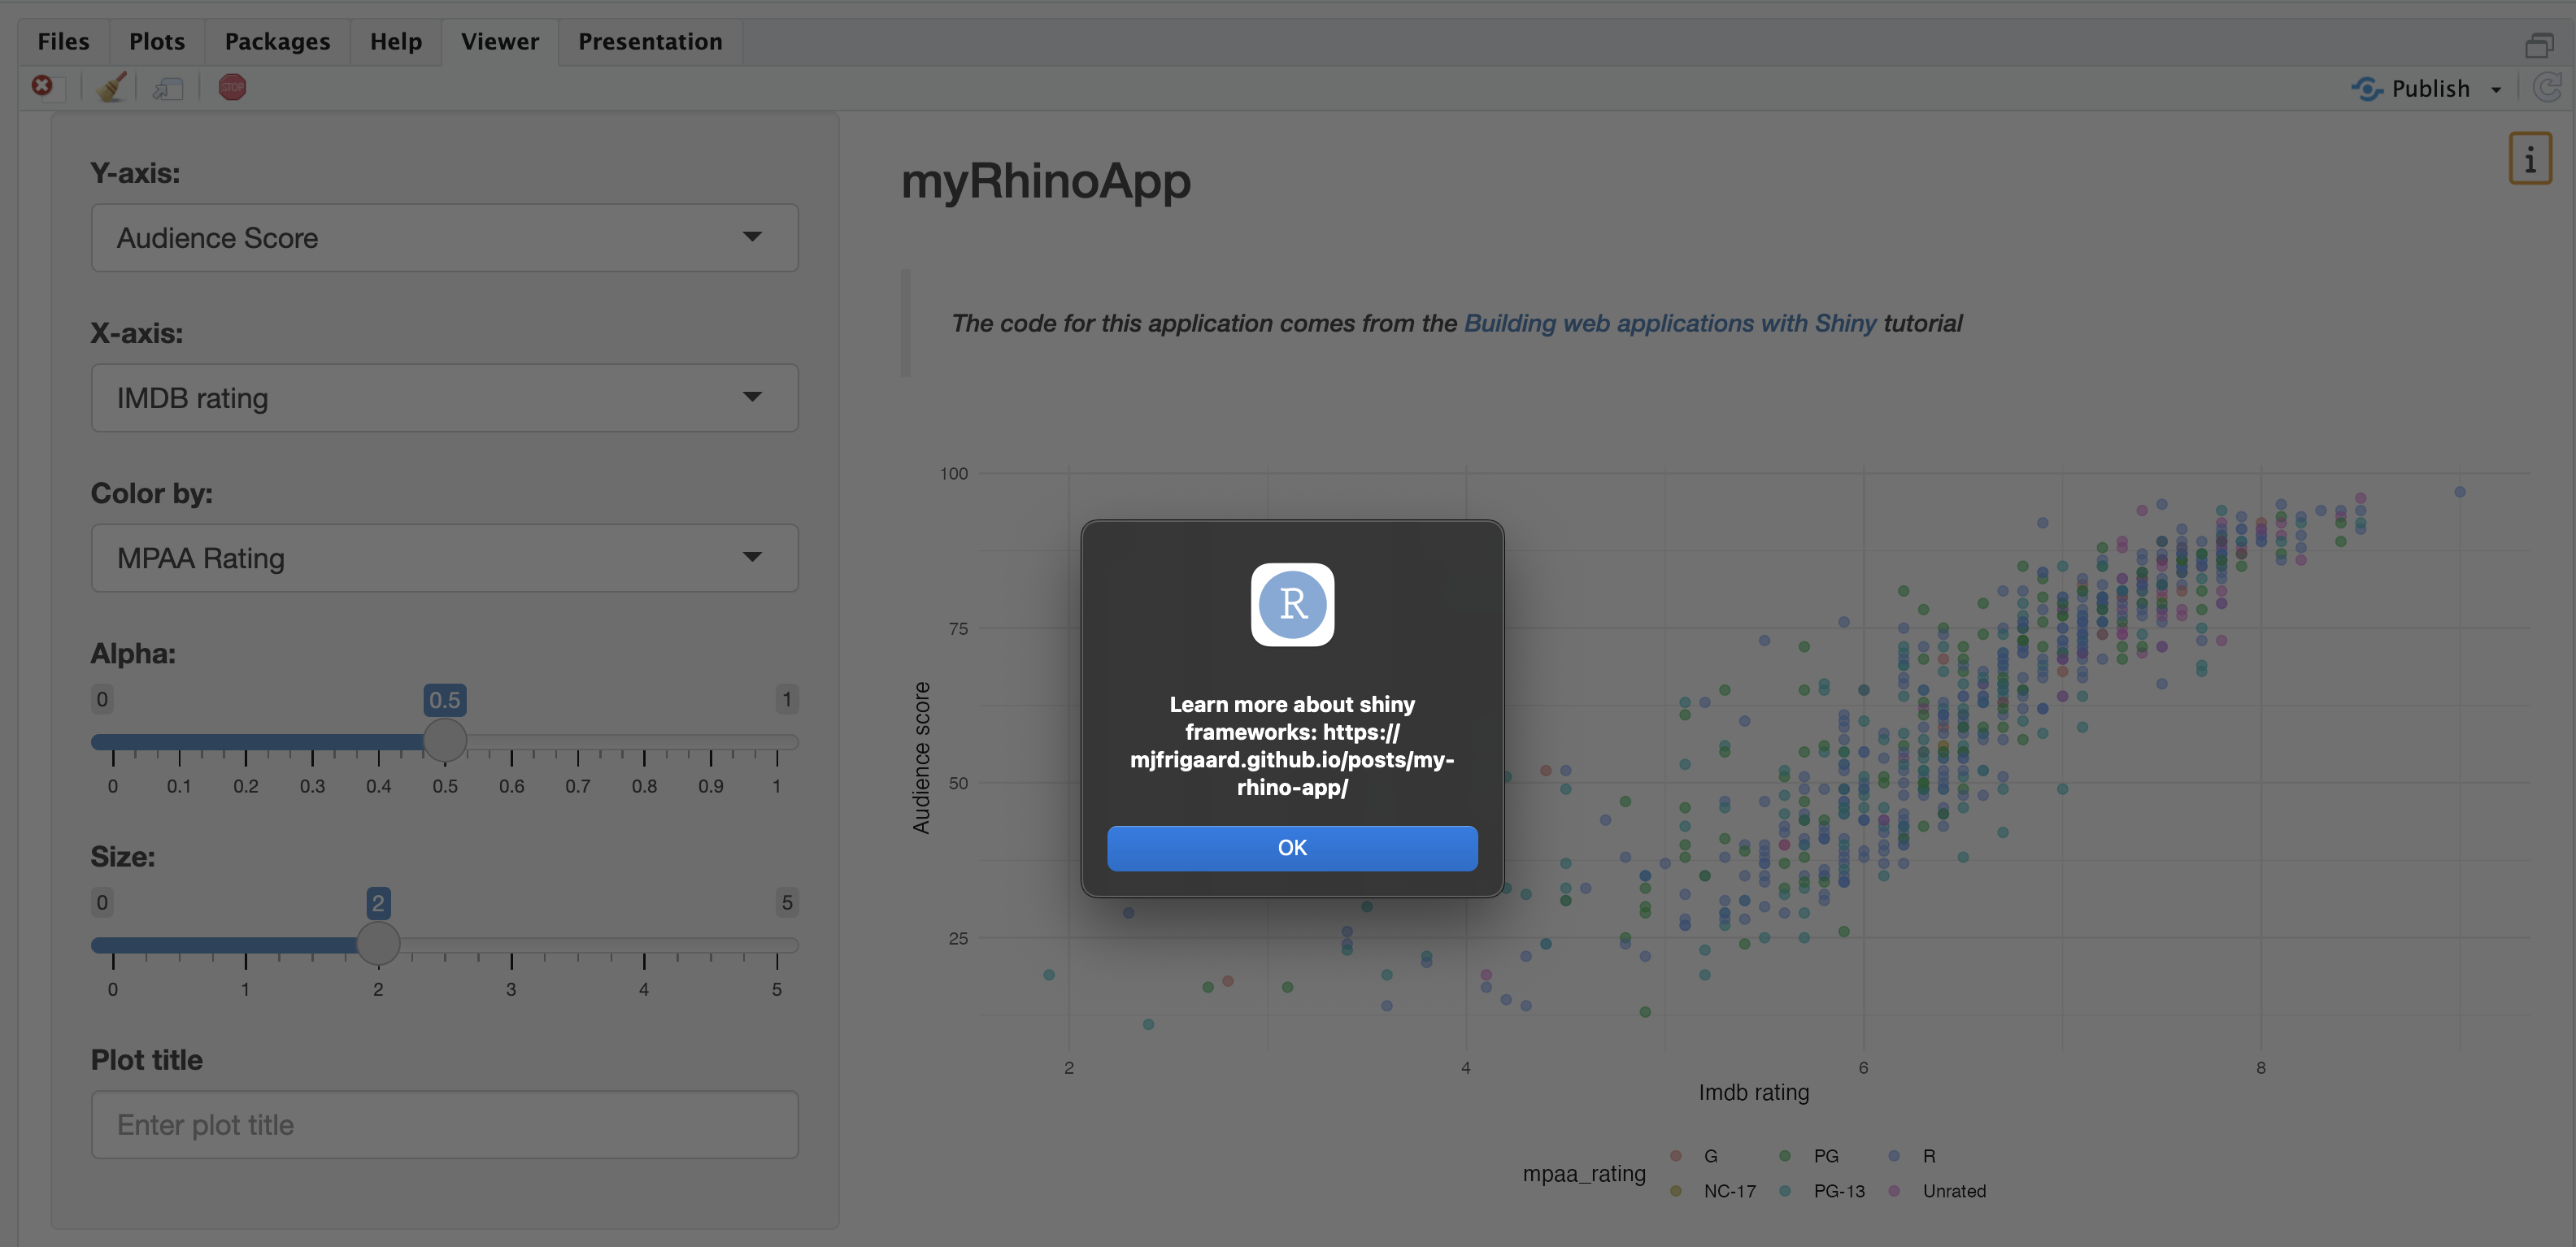 Files Plots Packages Help Viewer Presentation
STOP Publish
Y-axis:
Audience Score
X-axis:
IMDB rating
Color by:
MPAA Rating
Alpha:
0 0.5 1
0 0.1 0.2 0.3 0.4 0.5 0.6 0.7 0.8 0.9 1
Size:
0 2 5
0 1 2 3 4 5
Plot title
Enter plot title
myRhinoApp
i
The code for this application comes from the Building web applications with Shiny tutorial
100
75
50
25
Audience score
2 4 6 8
Imdb rating
mpaa_rating
G PG R
NC-17 PG-13 Unrated
R
Learn more about shiny
frameworks: https://
mjfrigaard.github.io/posts/my-
rhino-app/
OK